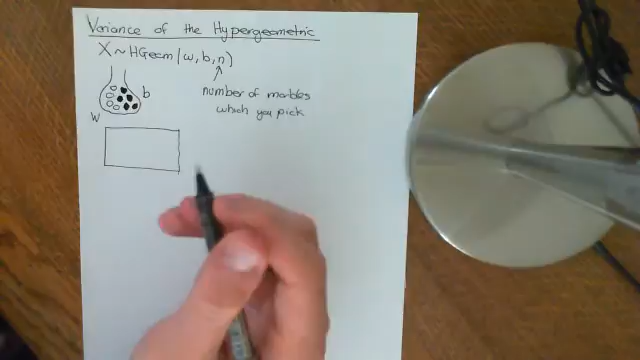 Variance of the Hypergeometric
X ~ HGeom(w, b, n)
number of marbles
which you pick
b
w